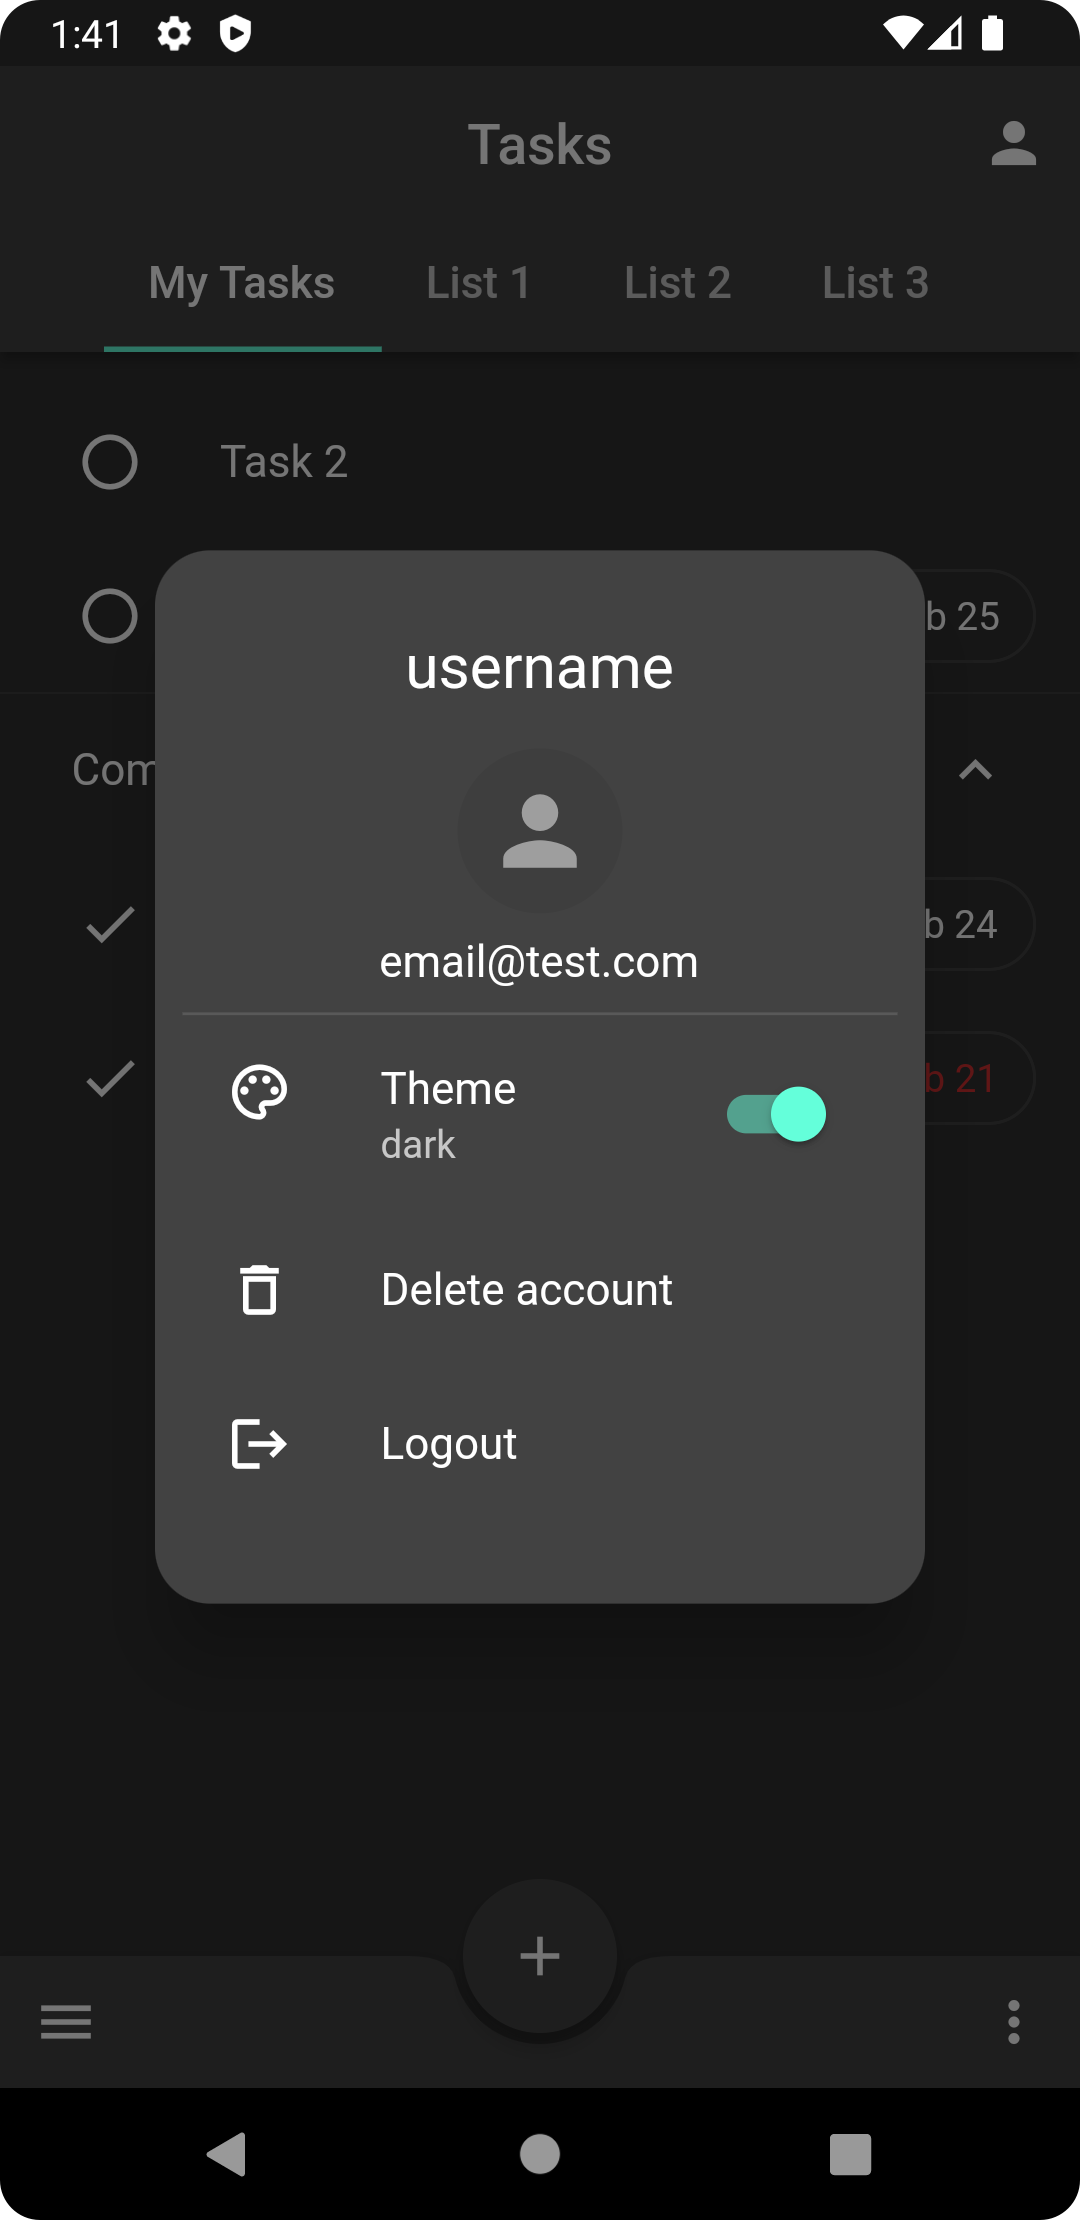 1:41
Tasks
My Tasks List 1 List 2 List 3
Task 2
b 25
username
Com
b 24
email@test.com
b 21
Theme
dark
Delete account
Logout